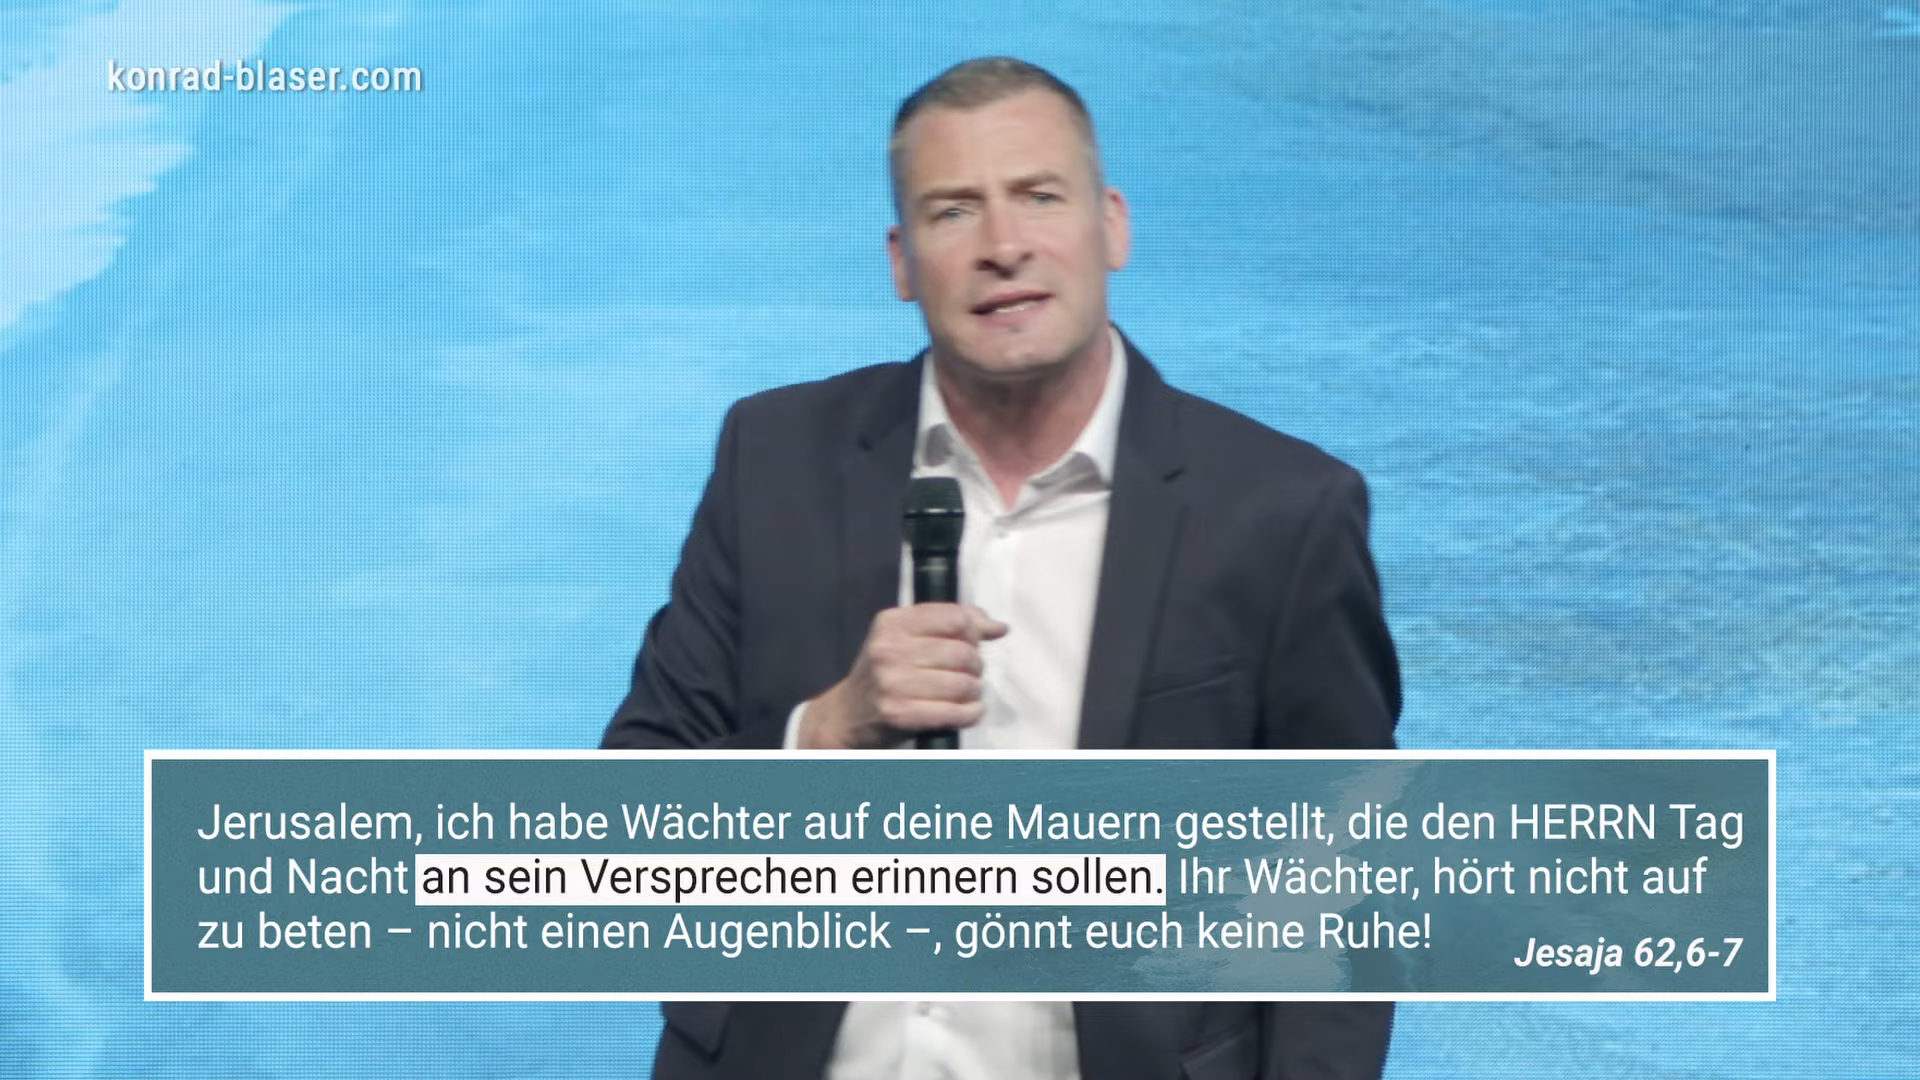 konrad-blaser.com
Jerusalem, ich habe Wächter auf deine Mauern gestellt, die den HERRN Tag
und Nacht an sein Versprechen erinnern sollen. Ihr Wächter, hört nicht auf
zu beten – nicht einen Augenblick –, gönnt euch keine Ruhe!
Jesaja 62,6-7